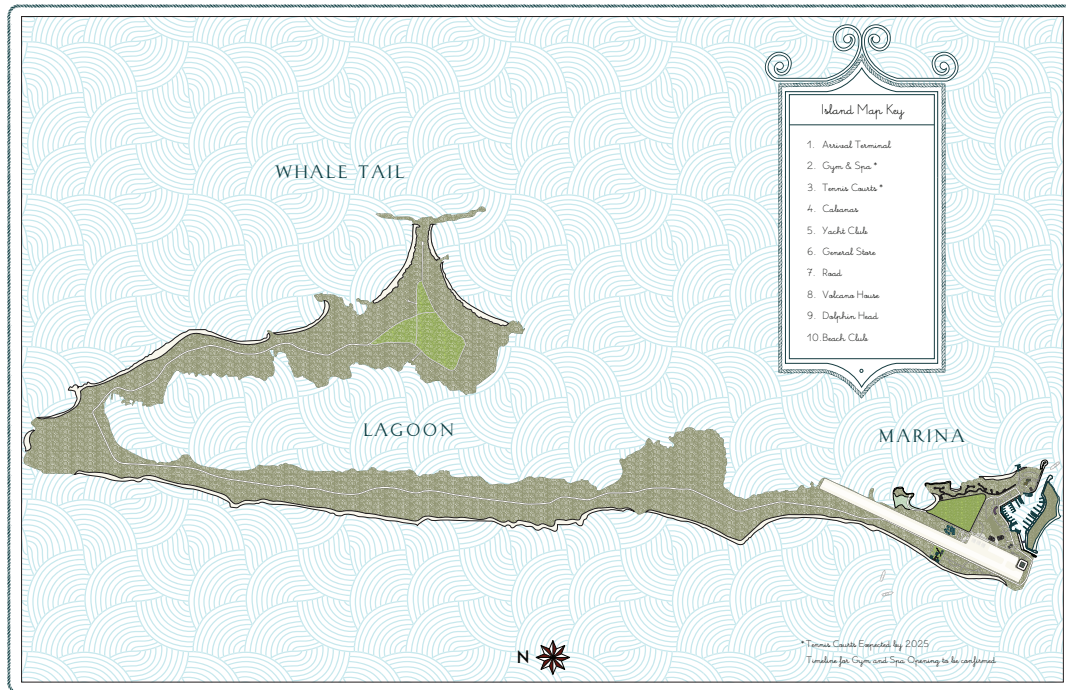 WHALE TAIL
LAGOON
MARINA
Island Map Key
1. Arrival Terminal
2. Gym & Spa *
3. Tennis Courts *
4. Cabanas
5. Yacht Club
6. General Store
7. Road
8. Volcano House
9. Dolphin Head
10. Beach Club
N
* Tennis Courts Expected by 2025
Timeline for Gym and Spa Opening to be confirmed